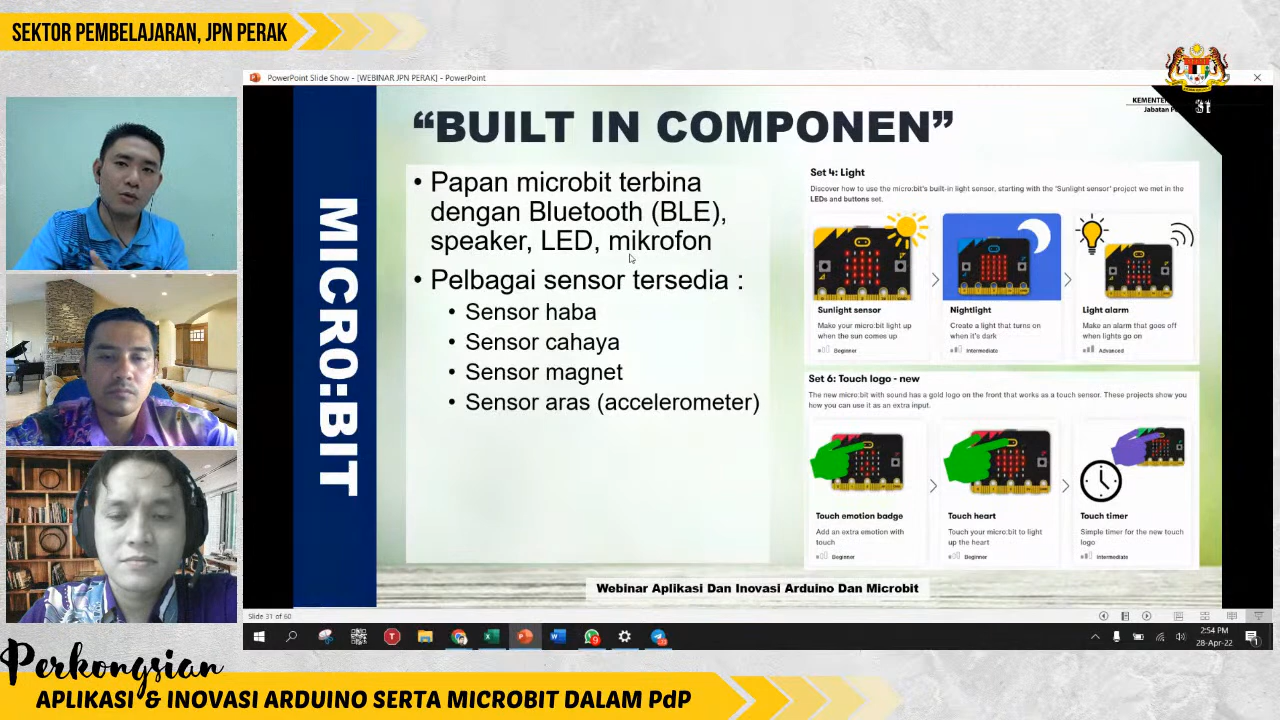 SEKTOR PEMBELAJARAN, JPN PERAK
PowerPoint Slide Show - [WEBINAR JPN PERAK] - PowerPoint
KEMENTER
Jabatan P
MICRO:BIT
“BUILT IN COMPONEN”
• Papan microbit terbina
dengan Bluetooth (BLE),
speaker, LED, mikrofon
• Pelbagai sensor tersedia :
• Sensor haba
• Sensor cahaya
• Sensor magnet
• Sensor aras (accelerometer)
Set 4: Light
Discover how to use the micro:bit's built-in light sensor, starting with the 'Sunlight sensor' project we met in the
LEDs and buttons set.
Sunlight sensor
Make your micro:bit light up
when the sun comes up
Beginner
Nightlight
Create a light that turns on
when it's dark
Intermediate
Light alarm
Make an alarm that goes off
when lights go on
Advanced
Set 6: Touch logo - new
The new micro:bit with sound has a gold logo on the front that works as a touch sensor. These projects show you
how you can use it as an extra input.
Touch emotion badge
Add an extra emotion with
touch
Beginner
Touch heart
Touch your micro:bit to light
up the heart
Beginner
Touch timer
Simple timer for the new touch
logo
Intermediate
Webinar Aplikasi Dan Inovasi Arduino Dan Microbit
Slide 31 of 60
2:54 PM
28-Apr-22
Perkongsian
APLIKASI & INOVASI ARDUINO SERTA MICROBIT DALAM PdP